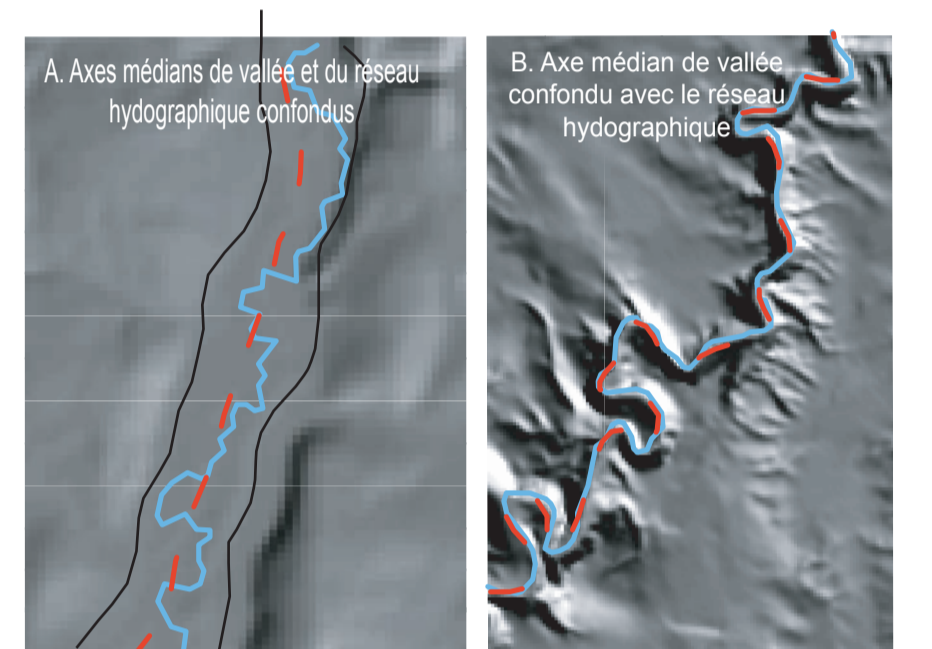 A. Axes médians de vallée et du réseau
hydographique confondus
B. Axe médian de vallée
confondu avec le réseau
hydographique